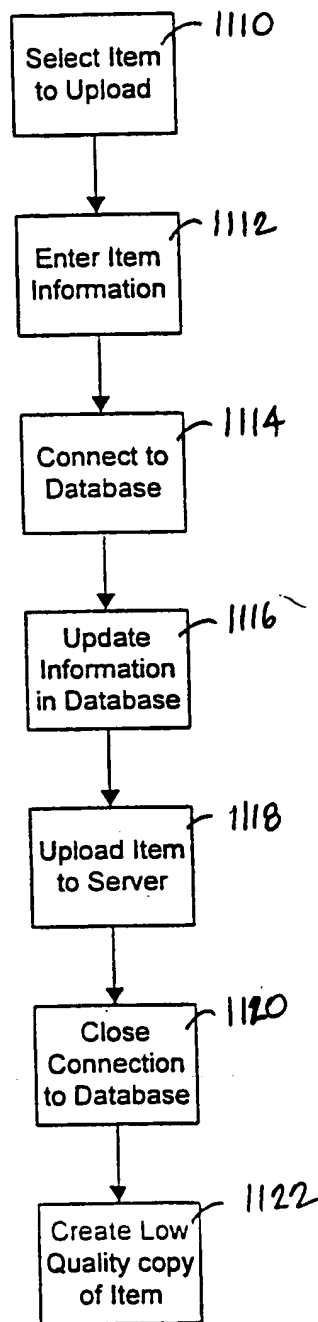 1110
Select Item
to Upload
1112
Enter Item
Information
1114
Connect to
Database
1116
Update
Information
in Database
1118
Upload Item
to Server
1120
Close
Connection
to Database
1122
Create Low
Quality copy
of Item